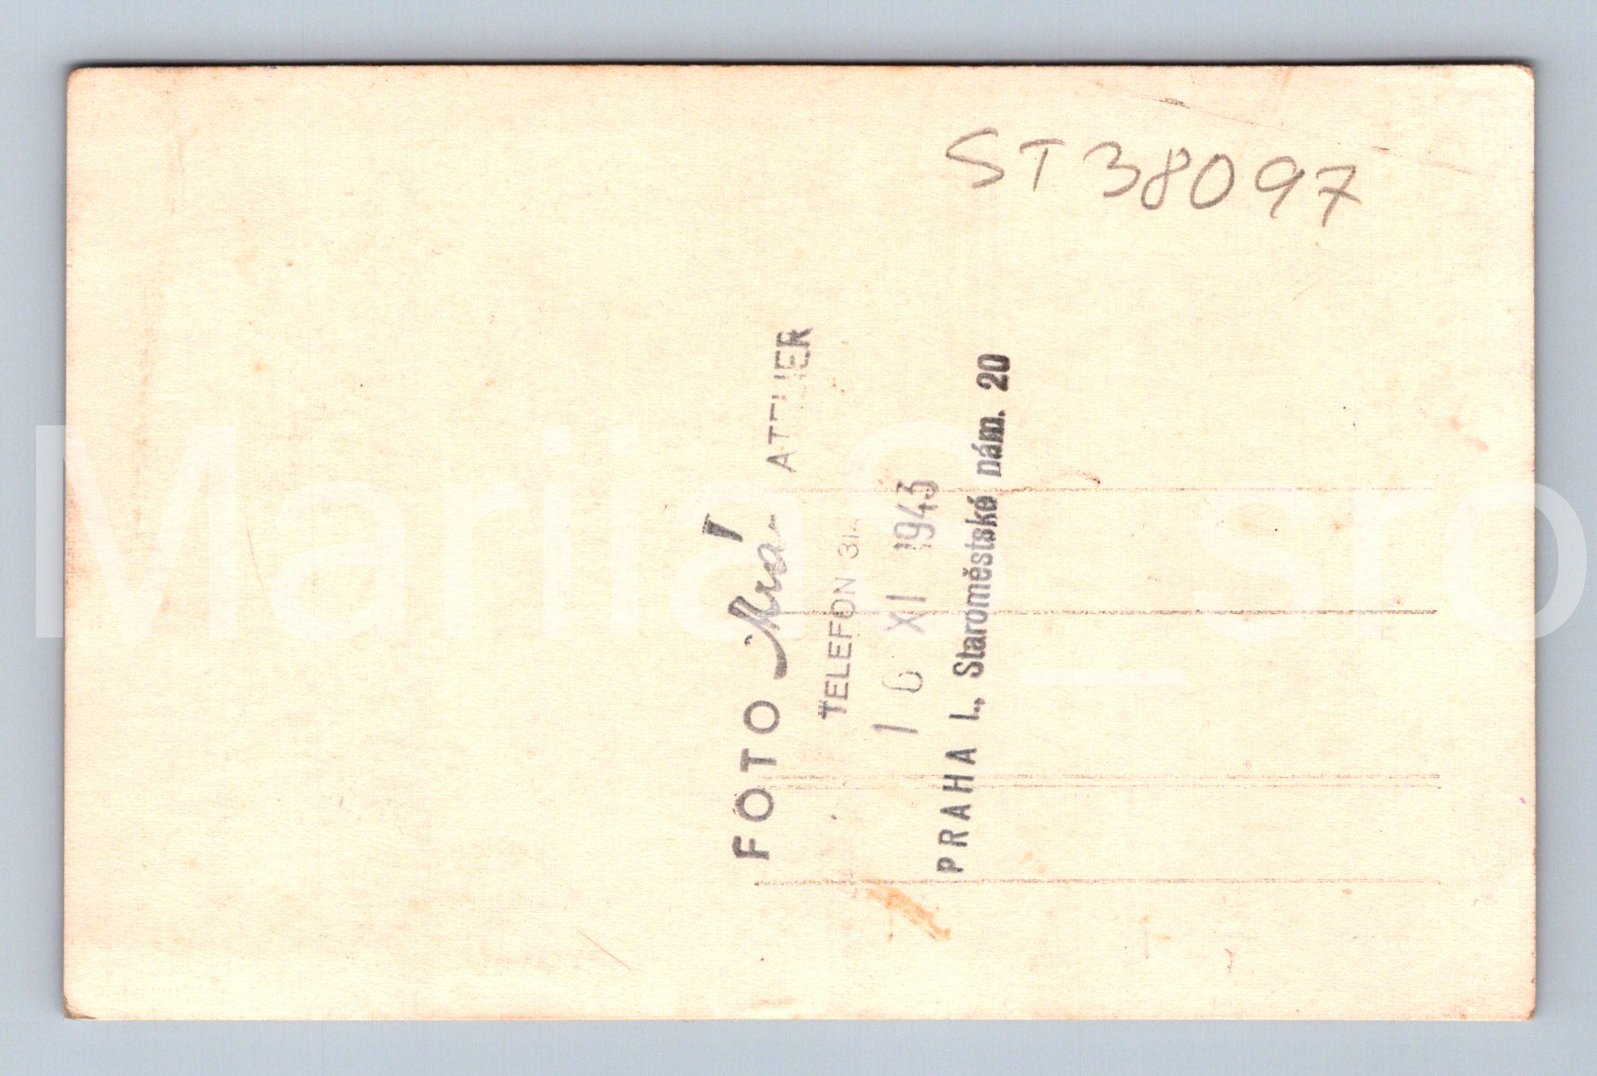 ST38097
FOTO ATELIER
TELEFON
16 XI 1943
PRAHA I., Staroměstské nám. 20